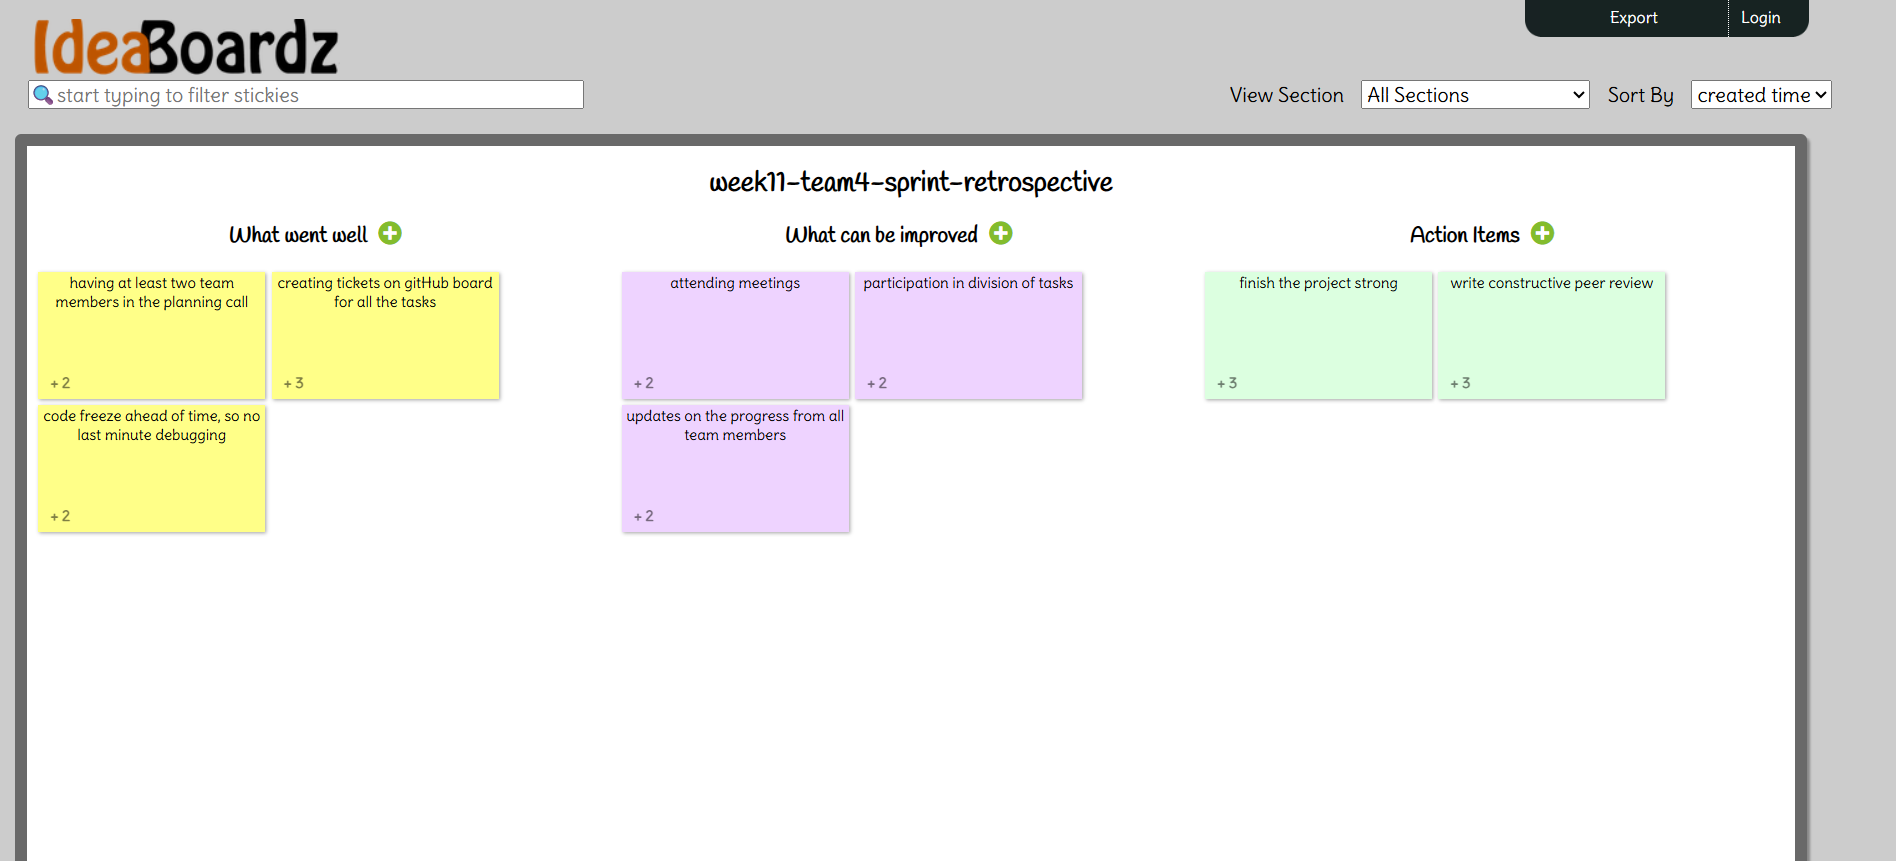 Export
Login
IdeaBoardz
start typing to filter stickies
View Section
All Sections
Sort By
created time
week11-team4-sprint-retrospective
What went well
having at least two team
members in the planning call
+ 2
creating tickets on gitHub board
for all the tasks
+ 3
code freeze ahead of time, so no
last minute debugging
+ 2
What can be improved
attending meetings
+ 2
participation in division of tasks
+ 2
updates on the progress from all
team members
+ 2
Action Items
finish the project strong
+ 3
write constructive peer review
+ 3